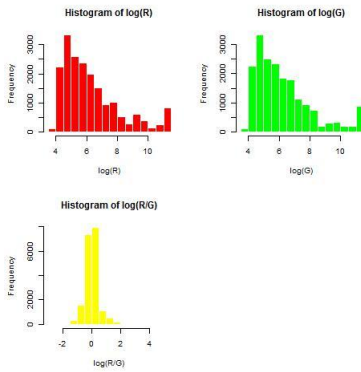 Histogram of log(R)
Frequency
0 1000 2000 3000
4 6 8 10
log(R)
Histogram of log(G)
Frequency
0 1000 2000 3000
4 6 8 10
log(G)
Histogram of log(R/G)
Frequency
0 2000 6000
-2 0 2 4
log(R/G)